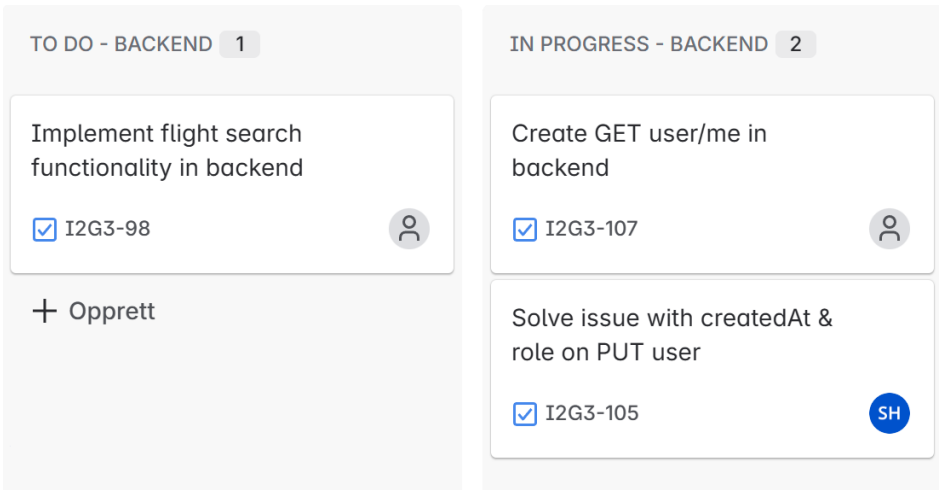 TO DO - BACKEND 1
Implement flight search
functionality in backend
I2G3-98
Opprett
IN PROGRESS - BACKEND 2
Create GET user/me in
backend
I2G3-107
Solve issue with createdAt &
role on PUT user
I2G3-105
SH